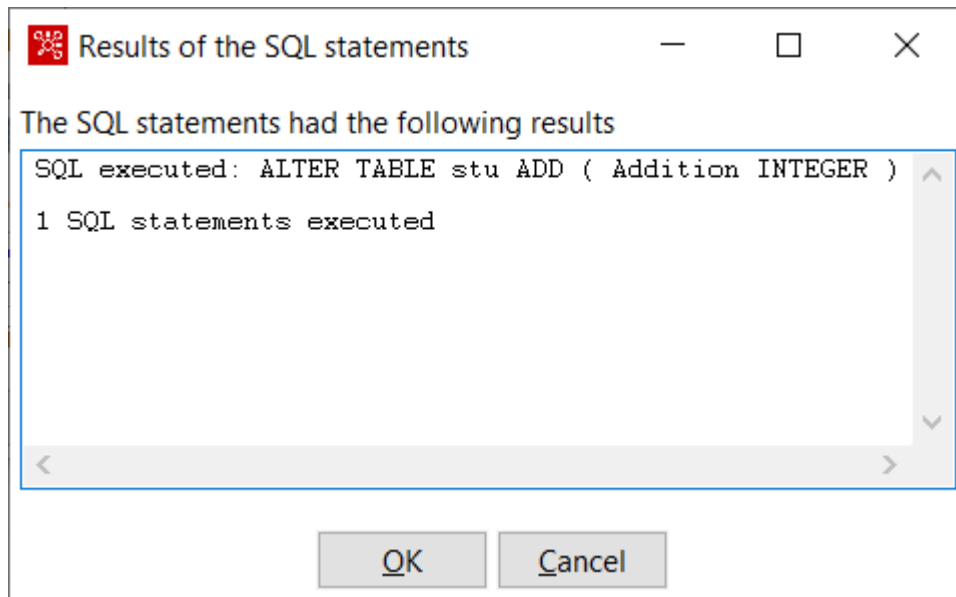 Results of the SQL statements
The SQL statements had the following results
SQL executed: ALTER TABLE stu ADD ( Addition INTEGER )
1 SQL statements executed
OK Cancel